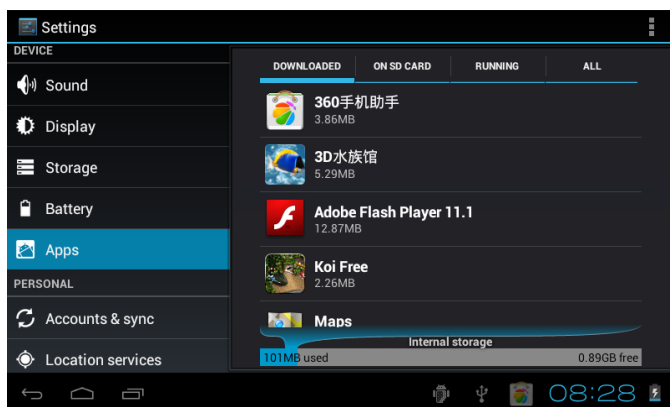 Settings
DEVICE
Sound
Display
Storage
Battery
Apps
PERSONAL
Accounts & sync
Location services
DOWNLOADED
ON SD CARD
RUNNING
ALL
360手机助手
3.86MB
3D水族馆
5.29MB
Adobe Flash Player 11.1
12.87MB
Koi Free
2.26MB
Maps
Internal storage
101MB used
0.89GB free
08:28